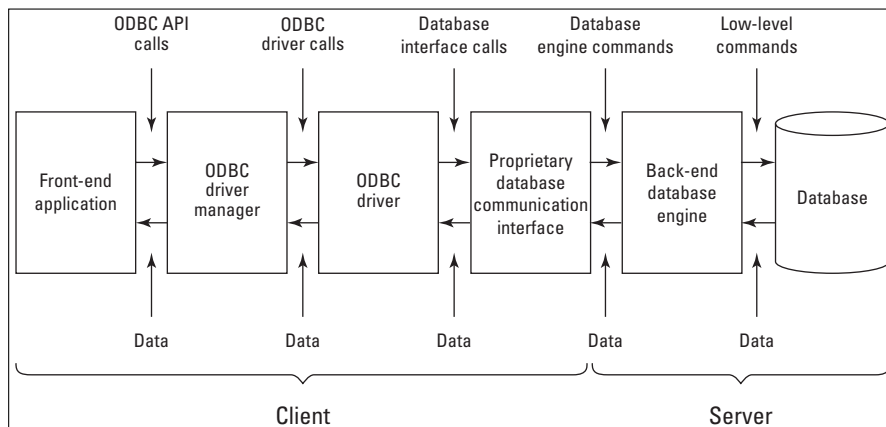 ODBC API
calls
ODBC
driver calls
Database
interface calls
Database
engine commands
Low-level
commands
Front-end
application
ODBC
driver
manager
ODBC
driver
Proprietary
database
communication
interface
Back-end
database
engine
Database
Data
Data
Data
Data
Data
Client
Server